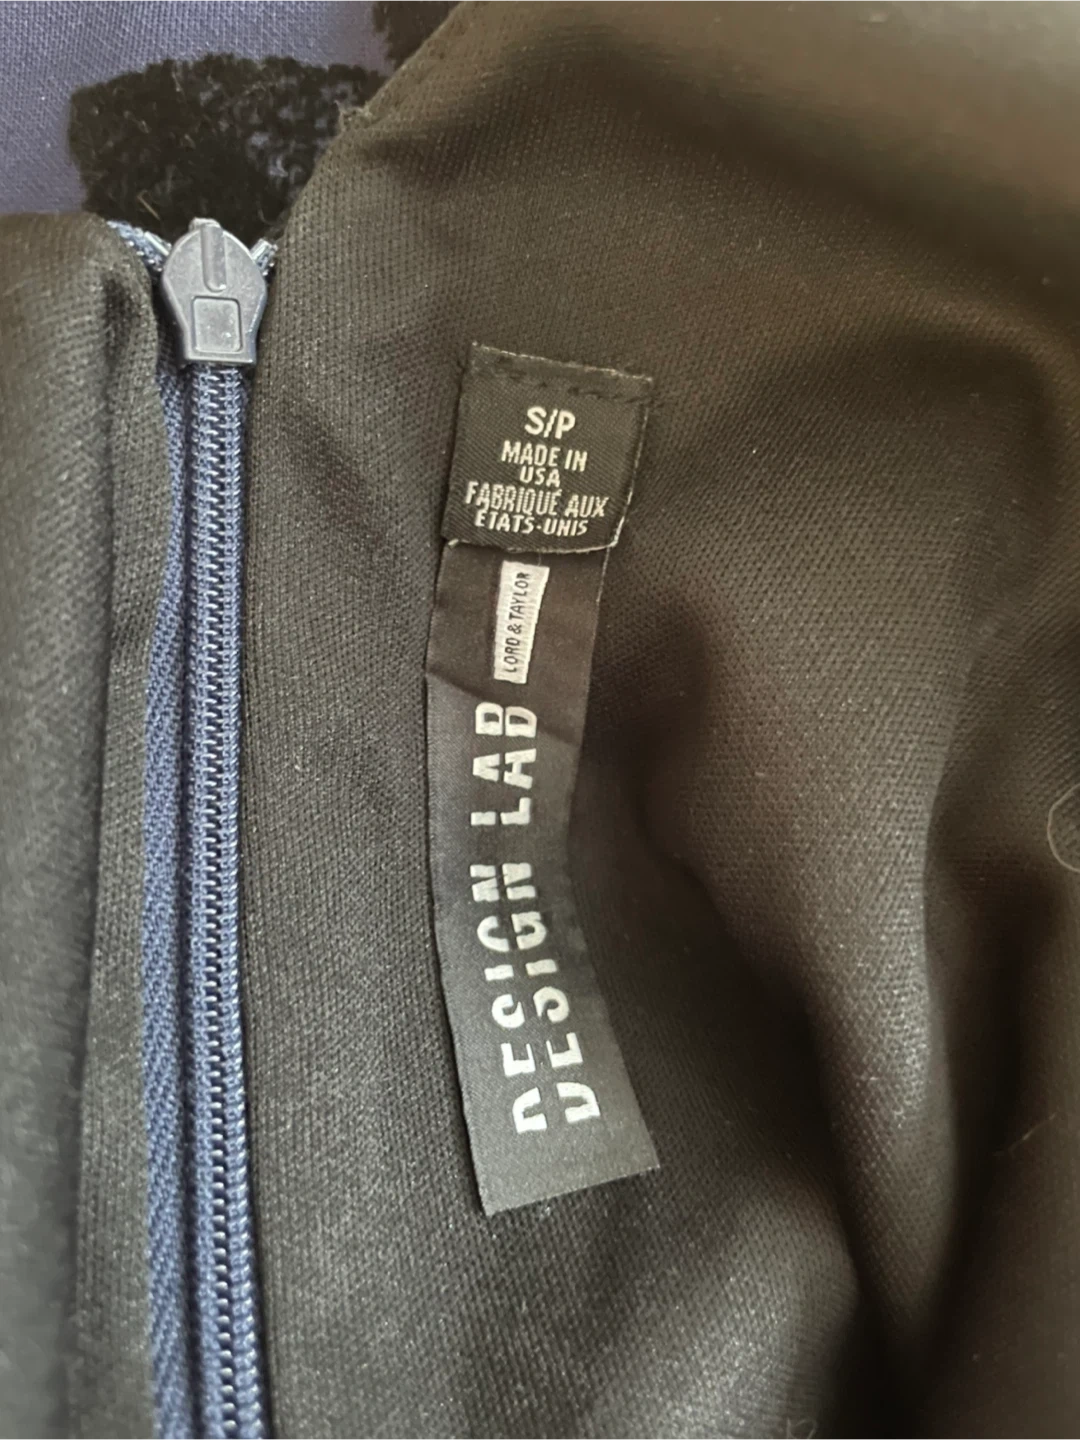 S/P
MADE IN
USA
FABRIQUÉ AUX
ÉTATS-UNIS
LORD & TAYLOR
DESIGN LAB